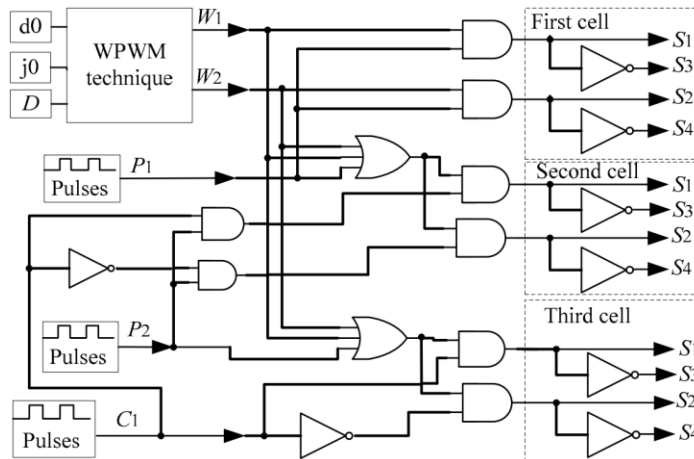 d0
j0
D
WPWM
technique
W1
W2
First cell
S1
S3
S2
S4
Pulses
P1
Second cell
S1
S3
S2
S4
Pulses
P2
Third cell
S1
S3
S2
S4
Pulses
C1